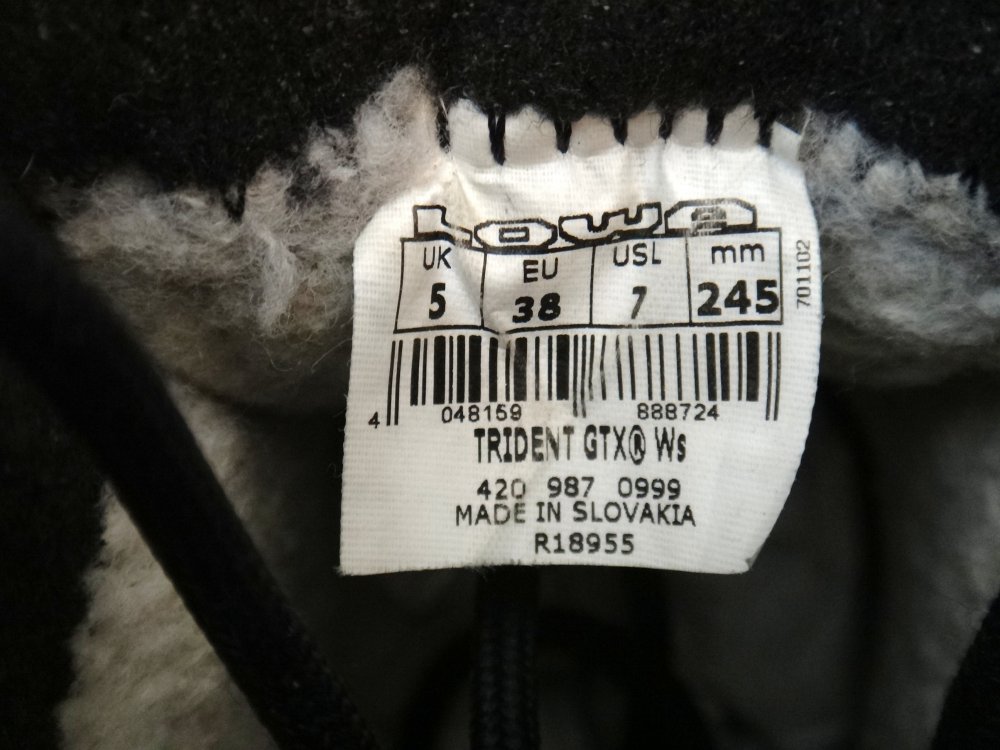 LOWA
UK EU USL mm
5 38 7 245
701102
4 048159 888724
TRIDENT GTX® Ws
420 987 0999
MADE IN SLOVAKIA
R18955